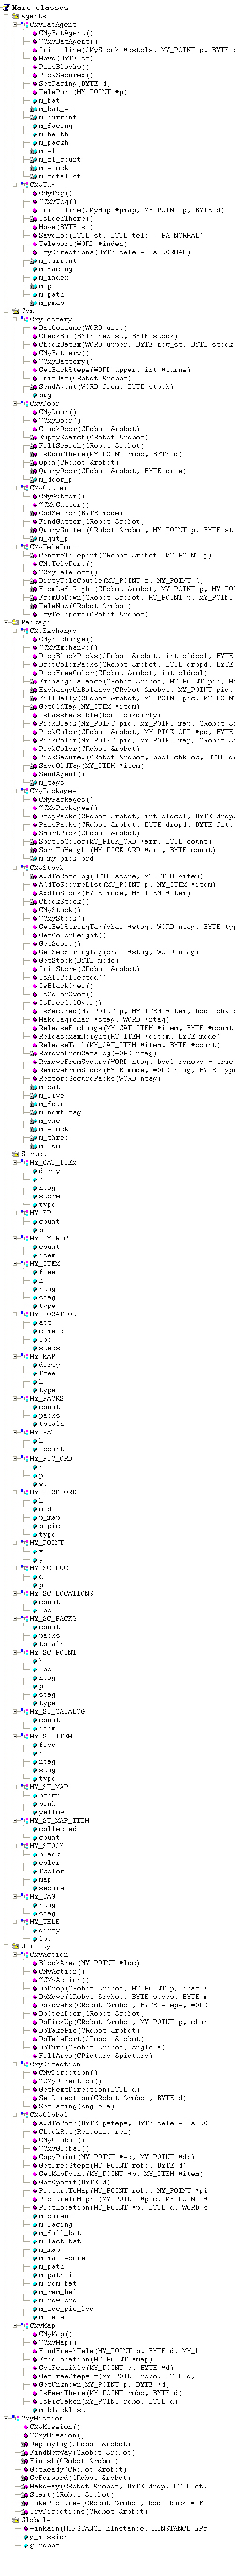 Marc classes
Agents
CMyBatAgent
CMyBatAgent()
~CMyBatAgent()
Initialize(CMyStock *pstcls, MY_POINT p, BYTE d
Move(BYTE st)
PassBlacks()
PickSecured()
SetFacing(BYTE d)
TelePort(MY_POINT *p)
m_bat
m_bat_st
m_current
m_facing
m_helth
m_packh
m_sl
m_sl_count
m_stock
m_total_st
CMyTug
CMyTug()
~CMyTug()
Initialize(CMyMap *pmap, MY_POINT p, BYTE d)
IsBeenThere()
Move(BYTE st)
SaveLoc(BYTE st, BYTE tele = PA_NORMAL)
Teleport(WORD *index)
TryDirections(BYTE tele = PA_NORMAL)
m_current
m_facing
m_index
m_p
m_path
m_pmap
Com
CMyBattery
BatConsume(WORD unit)
CheckBat(BYTE new_st, BYTE stock)
CheckBatEx(WORD upper, BYTE new_st, BYTE stock)
CMyBattery()
~CMyBattery()
GetBackSteps(WORD upper, int *turns)
InitBat(CRobot &robot)
SendAgent(WORD from, BYTE stock)
bug
CMyDoor
CMyDoor()
~CMyDoor()
CrackDoor(CRobot &robot)
EmptySearch(CRobot &robot)
FillSearch(CRobot &robot)
IsDoorThere(MY_POINT robo, BYTE d)
Open(CRobot &robot)
QuaryDoor(CRobot &robot, BYTE orie)
m_door_p
CMyGutter
CMyGutter()
~CMyGutter()
CodSearch(BYTE mode)
FindGutter(CRobot &robot)
QuaryGutter(CRobot &robot, MY_POINT p, BYTE sta
m_gut_p
CMyTelePort
CentreTeleport(CRobot &robot, MY_POINT p)
CMyTelePort()
~CMyTelePort()
DirtyTeleCouple(MY_POINT s, MY_POINT d)
FromLeftRight(CRobot &robot, MY_POINT p, MY_PO
FromUpDown(CRobot &robot, MY_POINT p, MY_POINT
TeleNow(CRobot &robot)
TryTeleport(CRobot &robot)
Package
CMyExchange
CMyExchange()
~CMyExchange()
DropBlackPacks(CRobot &robot, int oldcol, BYTE
DropColorPacks(CRobot &robot, BYTE dropd, BYTE
DropFreeColor(CRobot &robot, int oldcol)
ExchangeBalance(CRobot &robot, MY_POINT pic, MY
ExchangeUnBalance(CRobot &robot, MY_POINT pic,
FillBelly(CRobot &robot, MY_POINT pic, MY_POINT
GetOldTag(MY_ITEM *item)
IsPassFeasible(bool chkdirty)
PickBlack(MY_POINT pic, MY_POINT map, CRobot &r
PickColor(CRobot &robot, MY_PICK_ORD *po, BYTE
PickColor(MY_POINT pic, MY_POINT map, CRobot &r
PickColor(CRobot &robot)
PickSecured(CRobot &robot, bool chkloc, BYTE de
SaveOldTag(MY_ITEM *item)
SendAgent()
m_tags
CMyPackages
CMyPackages()
~CMyPackages()
DropPacks(CRobot &robot, int oldcol, BYTE dropd
PassPacks(CRobot &robot, BYTE dropd, BYTE fst,
SmartPick(CRobot &robot)
SortToColor(MY_PICK_ORD *arr, BYTE count)
SortToHeight(MY_PICK_ORD *arr, BYTE count)
m_my_pick_ord
CMyStock
AddToCatalog(BYTE store, MY_ITEM *item)
AddToSecureList(MY_POINT p, MY_ITEM *item)
AddToStock(BYTE mode, MY_ITEM *item)
CheckStock()
CMyStock()
~CMyStock()
GetBelStringTag(char *stag, WORD ntag, BYTE typ
GetColorHeight()
GetScore()
GetSecStringTag(char *stag, WORD ntag)
GetStock(BYTE mode)
InitStore(CRobot &robot)
IsAllCollected()
IsBlackOver()
IsColorOver()
IsFreeColOver()
IsSecured(MY_POINT p, MY_ITEM *item, bool chklo
MakeTag(char *stag, WORD *ntag)
ReleaseExchange(MY_CAT_ITEM *item, BYTE *count,
ReleaseMaxHeight(MY_ITEM *ditem, BYTE mode)
ReleaseTail(MY_CAT_ITEM *item, BYTE *count)
RemoveFromCatalog(WORD ntag)
RemoveFromSecure(WORD ntag, bool remove = true)
RemoveFromStock(BYTE mode, WORD ntag, BYTE type
RestoreSecurePacks(WORD ntag)
m_cat
m_five
m_four
m_next_tag
m_one
m_stock
m_three
m_two
Struct
MY_CAT_ITEM
dirty
h
ntag
store
type
MY_EP
count
pat
MY_EX_REC
count
item
MY_ITEM
free
h
ntag
stag
type
MY_LOCATION
att
came_d
loc
steps
MY_MAP
dirty
free
h
type
MY_PACKS
count
packs
totalh
MY_PAT
h
icount
MY_PIC_ORD
nr
p
st
MY_PICK_ORD
h
ord
p_map
p_pic
type
MY_POINT
x
y
MY_SC_LOC
d
p
MY_SC_LOCATIONS
count
loc
MY_SC_PACKS
count
packs
totalh
MY_SC_POINT
h
loc
ntag
p
stag
type
MY_ST_CATALOG
count
item
MY_ST_ITEM
free
h
ntag
stag
type
MY_ST_MAP
brown
pink
yellow
MY_ST_MAP_ITEM
collected
count
MY_STOCK
black
color
fcolor
map
secure
MY_TAG
ntag
stag
MY_TELE
dirty
loc
Utility
CMyAction
BlockArea(MY_POINT *loc)
CMyAction()
~CMyAction()
DoDrop(CRobot &robot, MY_POINT p, char *
DoMove(CRobot &robot, BYTE steps, BYTE m
DoMoveEx(CRobot &robot, BYTE steps, WORD
DoOpenDoor(CRobot &robot)
DoPickUp(CRobot &robot, MY_POINT p, char
DoTakePic(CRobot &robot)
DoTelePort(CRobot &robot)
DoTurn(CRobot &robot, Angle a)
FillArea(CPicture &picture)
CMyDirection
CMyDirection()
~CMyDirection()
GetNextDirection(BYTE d)
SetDirection(CRobot &robot, BYTE d)
SetFacing(Angle a)
CMyGlobal
AddToPath(BYTE psteps, BYTE tele = PA_NO
CheckRet(Response res)
CMyGlobal()
~CMyGlobal()
CopyPoint(MY_POINT *sp, MY_POINT *dp)
GetFreeSteps(MY_POINT robo, BYTE d)
GetMapPoint(MY_POINT *p, MY_ITEM *item)
GetOposit(BYTE d)
PictureToMap(MY_POINT robo, MY_POINT *pi
PictureToMapEx(MY_POINT *pic, MY_POINT *
PlotLocation(MY_POINT *p, BYTE d, WORD s
m_curent
m_facing
m_full_bat
m_last_bat
m_map
m_max_score
m_path
m_path_i
m_rem_bat
m_rem_hel
m_row_ord
m_sec_pic_loc
m_tele
CMyMap
CMyMap()
~CMyMap()
FindFreshTele(MY_POINT p, BYTE d, MY_
FreeLocation(MY_POINT *map)
GetFeasible(MY_POINT p, BYTE *d)
GetFreeStepsEx(MY_POINT robo, BYTE d,
GetUnknown(MY_POINT p, BYTE *d)
IsBeenThere(MY_POINT robo, BYTE d)
IsPicTaken(MY_POINT robo, BYTE d)
m_blacklist
CMyMission
CMyMission()
~CMyMission()
DeployTug(CRobot &robot)
FindNewWay(CRobot &robot)
Finish(CRobot &robot)
GetReady(CRobot &robot)
GoForward(CRobot &robot)
MakeWay(CRobot &robot, BYTE drop, BYTE st,
Start(CRobot &robot)
TakePictures(CRobot &robot, bool back = fa
TryDirections(CRobot &robot)
Globals
WinMain(HINSTANCE hInstance, HINSTANCE hPr
g_mission
g_robot